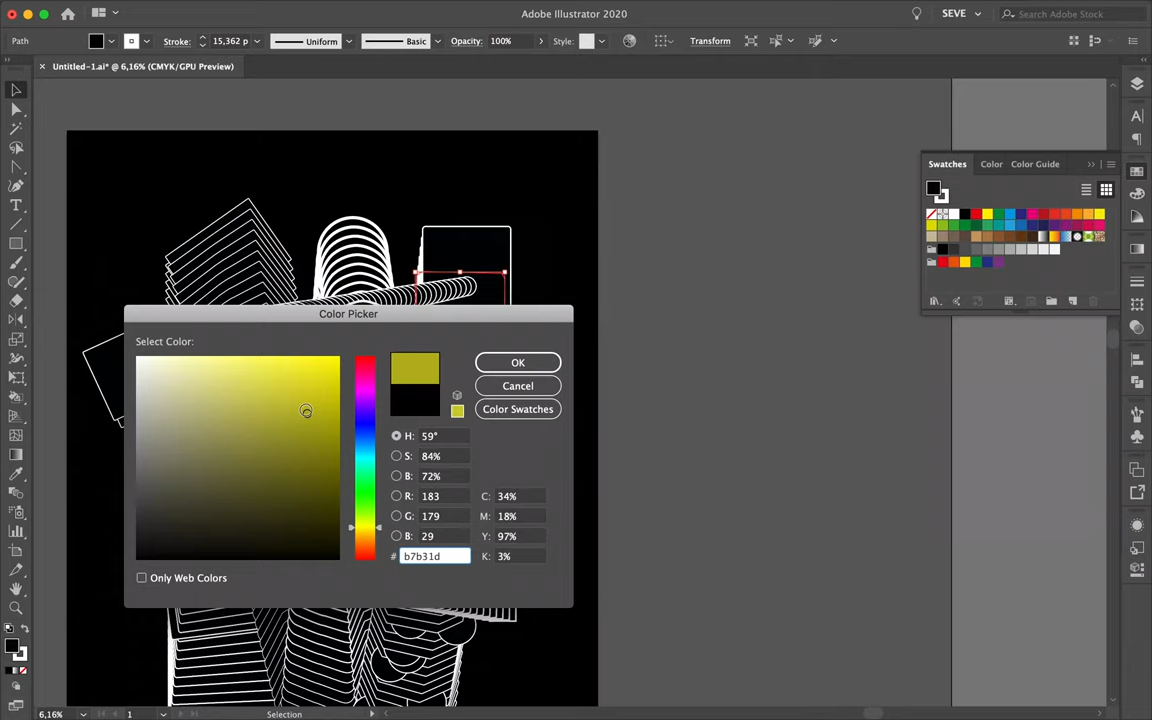 Adobe Illustrator 2020
SEVE
Search Adobe Stock
Path
Stroke:
15,362 p
Uniform
Basic
Opacity:
100%
Style:
Transform
Untitled-1.ai* @ 6,16% (CMYK/GPU Preview)
Swatches
Color
Color Guide
Color Picker
Select Color:
OK
Cancel
Color Swatches
H: 59°
S: 84%
B: 72%
R: 183
C: 34%
G: 179
M: 18%
B: 29
Y: 97%
# b7b31d
K: 3%
Only Web Colors
6,16%
1
Selection